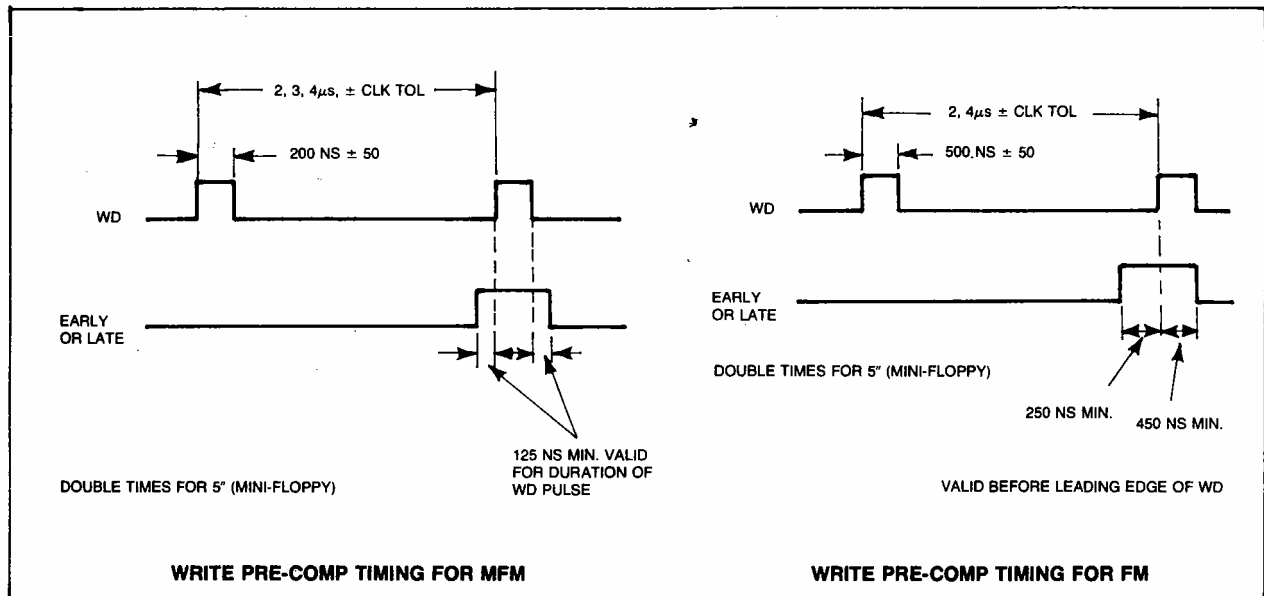 2, 3, 4µs, ± CLK TOL
200 NS ± 50
WD
EARLY
OR LATE
125 NS MIN. VALID
FOR DURATION OF
WD PULSE
DOUBLE TIMES FOR 5" (MINI-FLOPPY)
WRITE PRE-COMP TIMING FOR MFM
2, 4µs ± CLK TOL
500. NS ± 50
WD
EARLY
OR LATE
DOUBLE TIMES FOR 5" (MINI-FLOPPY)
250 NS MIN.
450 NS MIN.
VALID BEFORE LEADING EDGE OF WD
WRITE PRE-COMP TIMING FOR FM